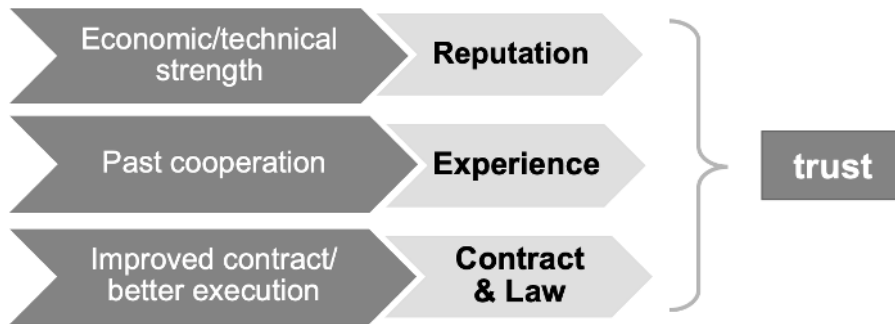 Economic/technical
strength
Reputation
Past cooperation
Experience
trust
Improved contract/
better execution
Contract
& Law